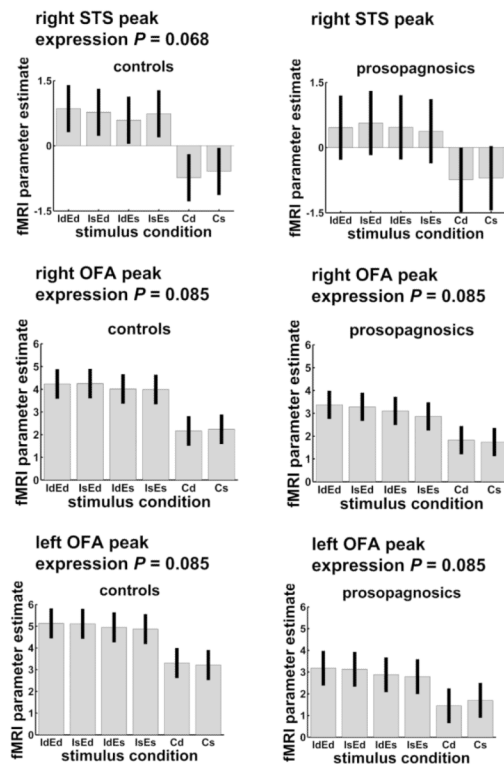 right STS peak
expression P = 0.068
controls
fMRI parameter estimate
1.5
0
-1.5
IdEd IsEd IdEs IsEs Cd Cs
stimulus condition
right STS peak
prosopagnosics
fMRI parameter estimate
1.5
0
-1.5
IdEd IsEd IdEs IsEs Cd Cs
stimulus condition
right OFA peak
expression P = 0.085
controls
fMRI parameter estimate
6
5
4
3
2
1
0
IdEd IsEd IdEs IsEs Cd Cs
stimulus condition
right OFA peak
expression P = 0.085
prosopagnosics
fMRI parameter estimate
6
5
4
3
2
1
0
IdEd IsEd IdEs IsEs Cd Cs
stimulus condition
left OFA peak
expression P = 0.085
controls
fMRI parameter estimate
6
5
4
3
2
1
0
IdEd IsEd IdEs IsEs Cd Cs
stimulus condition
left OFA peak
expression P = 0.085
prosopagnosics
fMRI parameter estimate
6
5
4
3
2
1
0
IdEd IsEd IdEs IsEs Cd Cs
stimulus condition